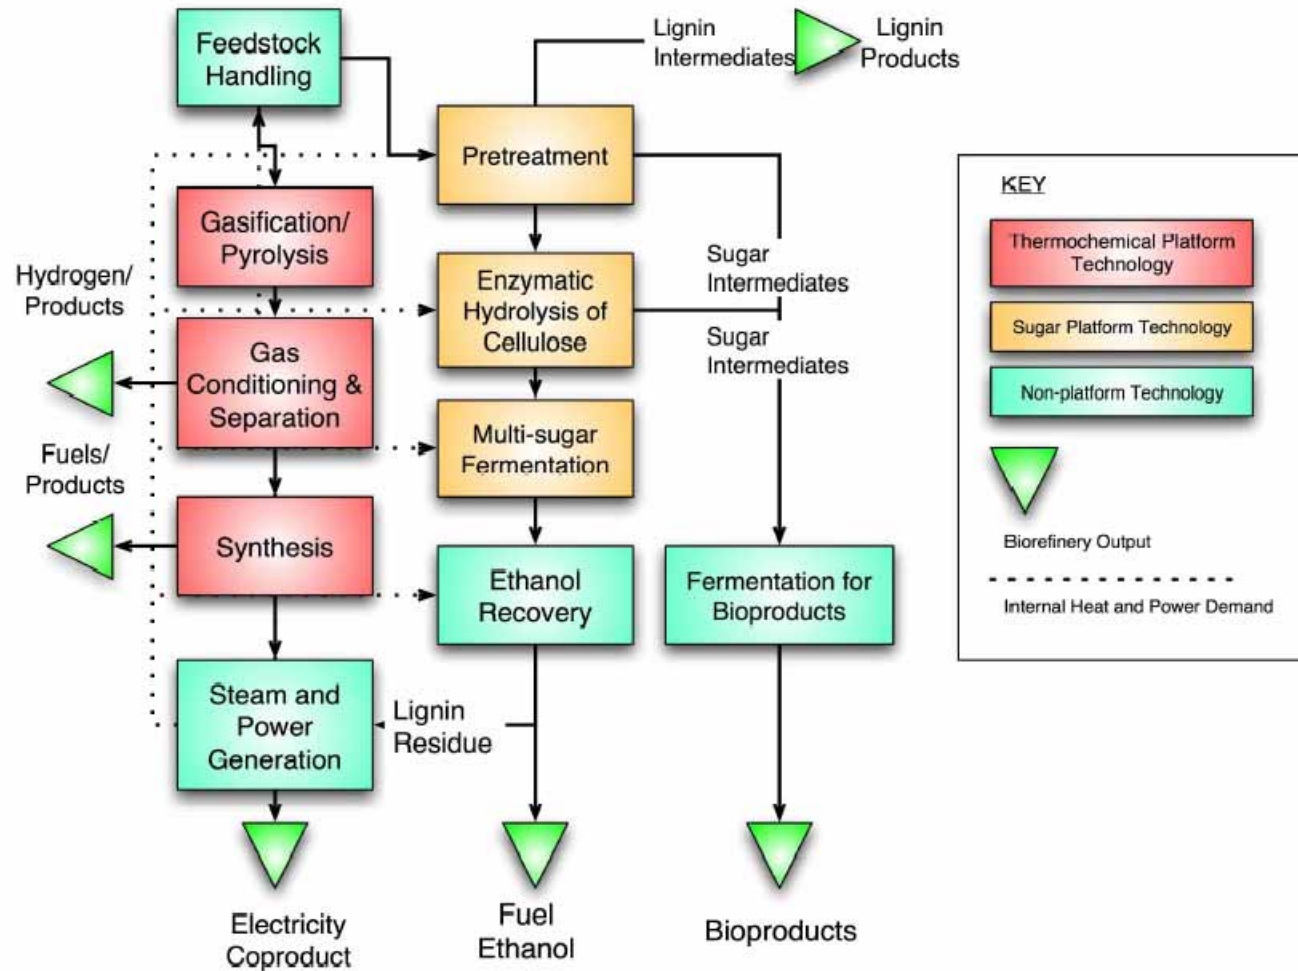 Feedstock
Handling
Lignin
Intermediates
Lignin
Products
Pretreatment
Gasification/
Pyrolysis
Hydrogen/
Products
Enzymatic
Hydrolysis of
Cellulose
Sugar
Intermediates
Sugar
Intermediates
Gas
Conditioning &
Separation
Fuels/
Products
Multi-sugar
Fermentation
Synthesis
Ethanol
Recovery
Fermentation for
Bioproducts
Steam and
Power
Generation
Lignin
Residue
Electricity
Coproduct
Fuel
Ethanol
Bioproducts
KEY
Thermochemical Platform
Technology
Sugar Platform Technology
Non-platform Technology
Biorefinery Output
Internal Heat and Power Demand